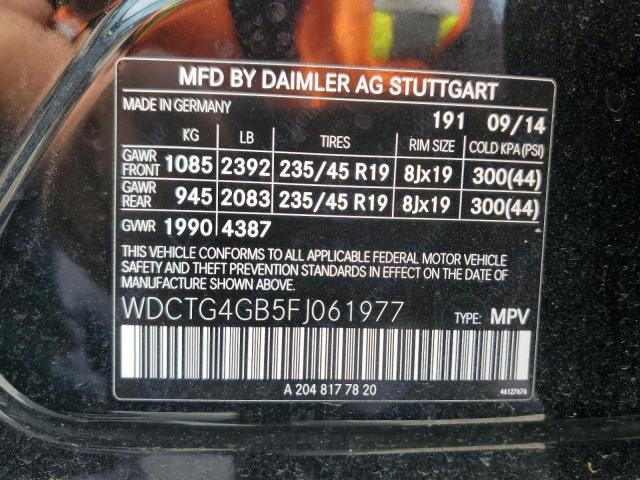 MFD BY DAIMLER AG STUTTGART
MADE IN GERMANY 191 09/14
KG LB TIRES RIM SIZE COLD KPA(PSI)
GAWR FRONT 1085 2392 235/45 R19 8Jx19 300(44)
GAWR REAR 945 2083 235/45 R19 8Jx19 300(44)
GVWR 1990 4387
THIS VEHICLE CONFORMS TO ALL APPLICABLE FEDERAL MOTOR VEHICLE
SAFETY AND THEFT PREVENTION STANDARDS IN EFFECT ON THE DATE
OF MANUFACTURE SHOWN ABOVE.
WDCTG4GB5FJ061977 TYPE: MPV
A 204 817 78 20 46127676